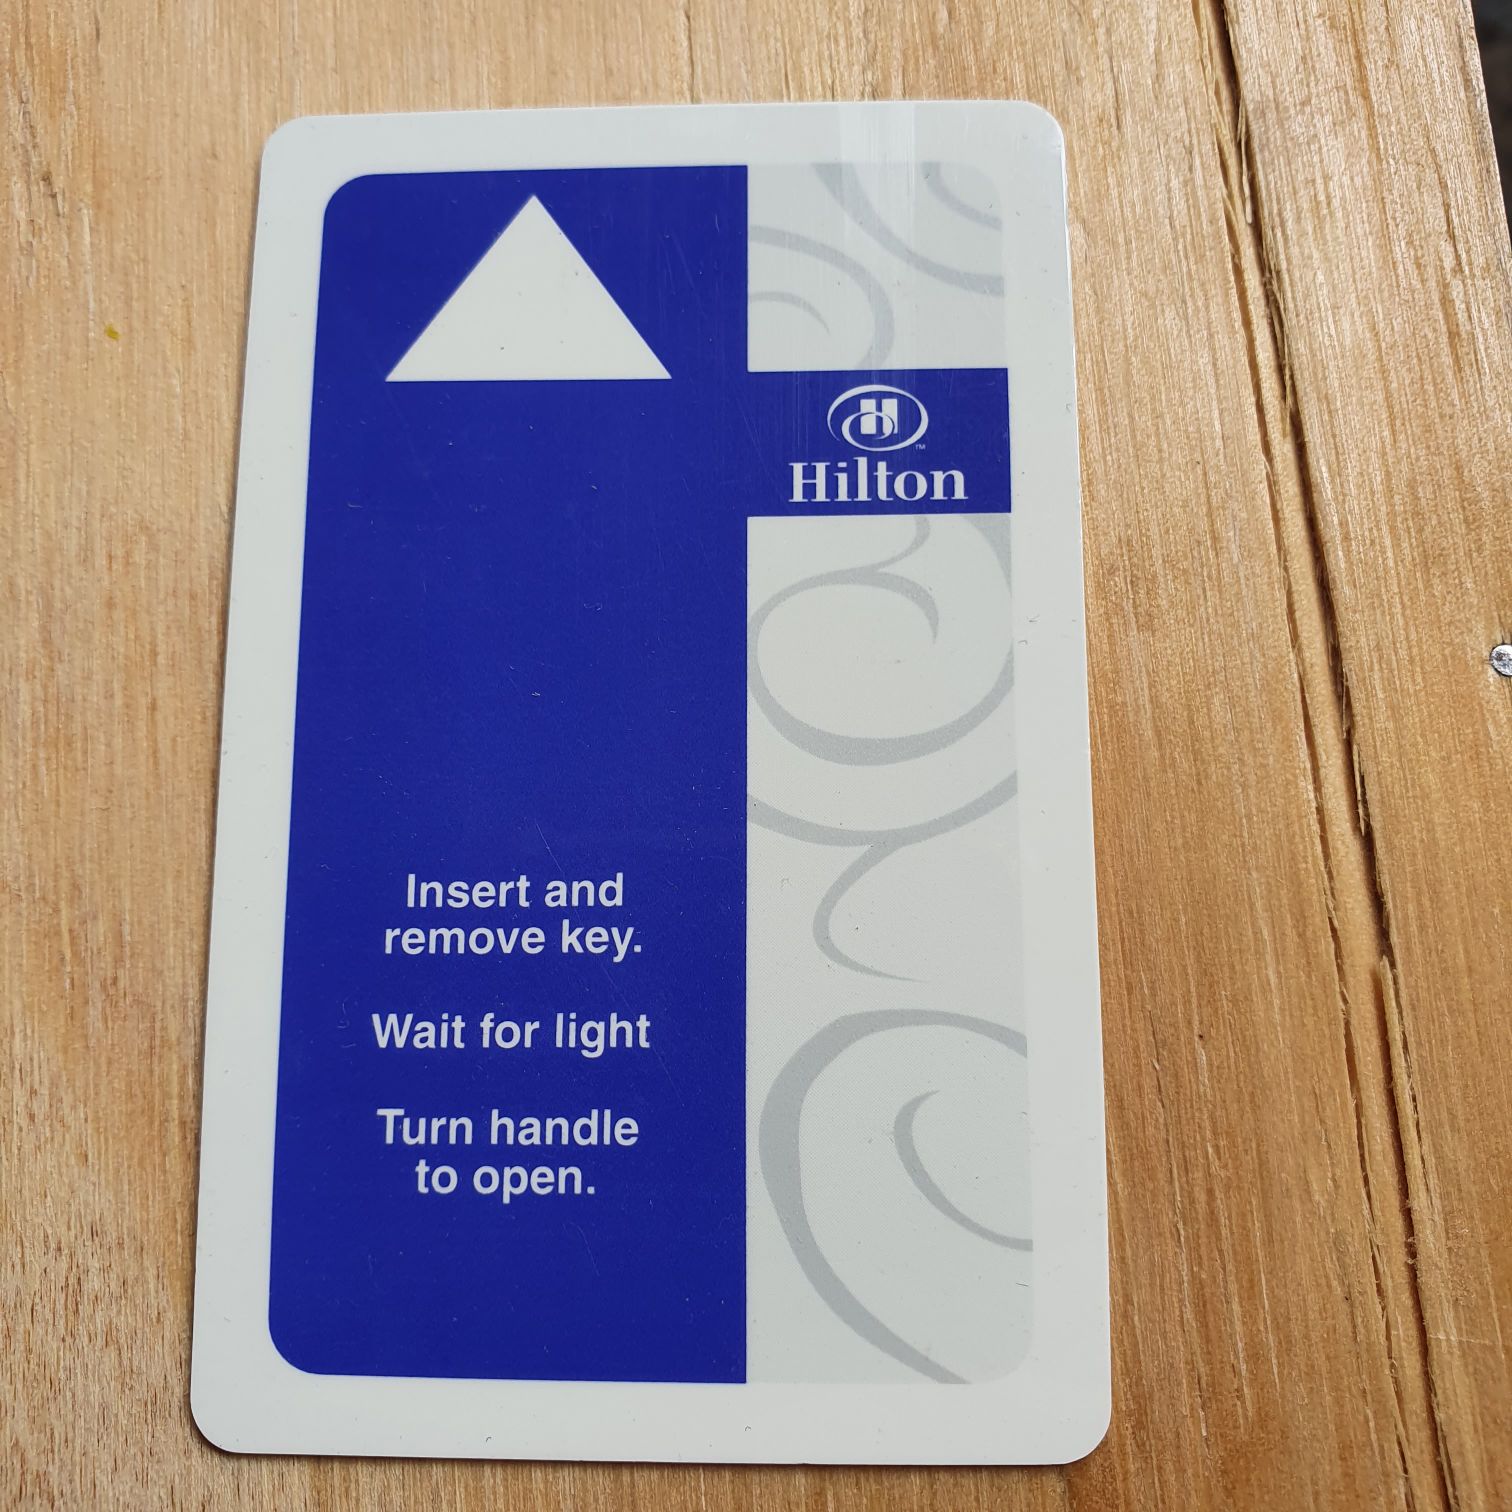 Hilton
Insert and
remove key.
Wait for light
Turn handle
to open.